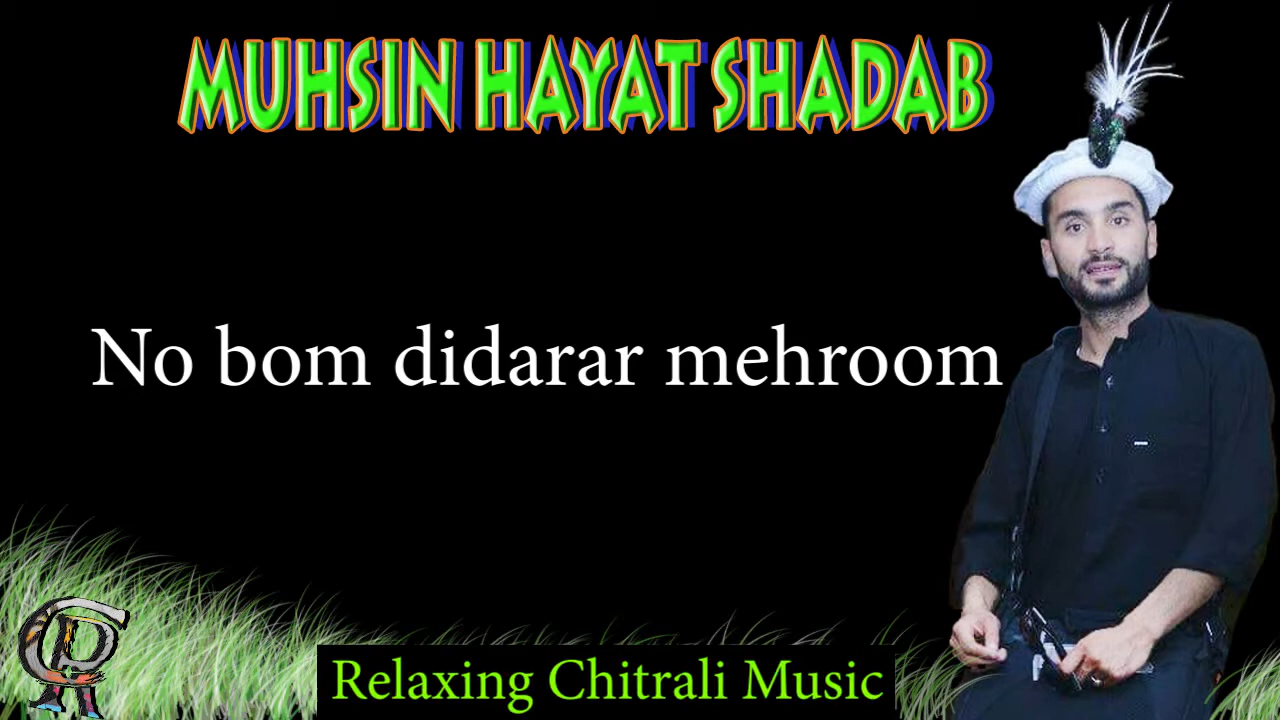 MUHSIN HAYAT SHADAB
No bom didarar mehroom
Relaxing Chitrali Music